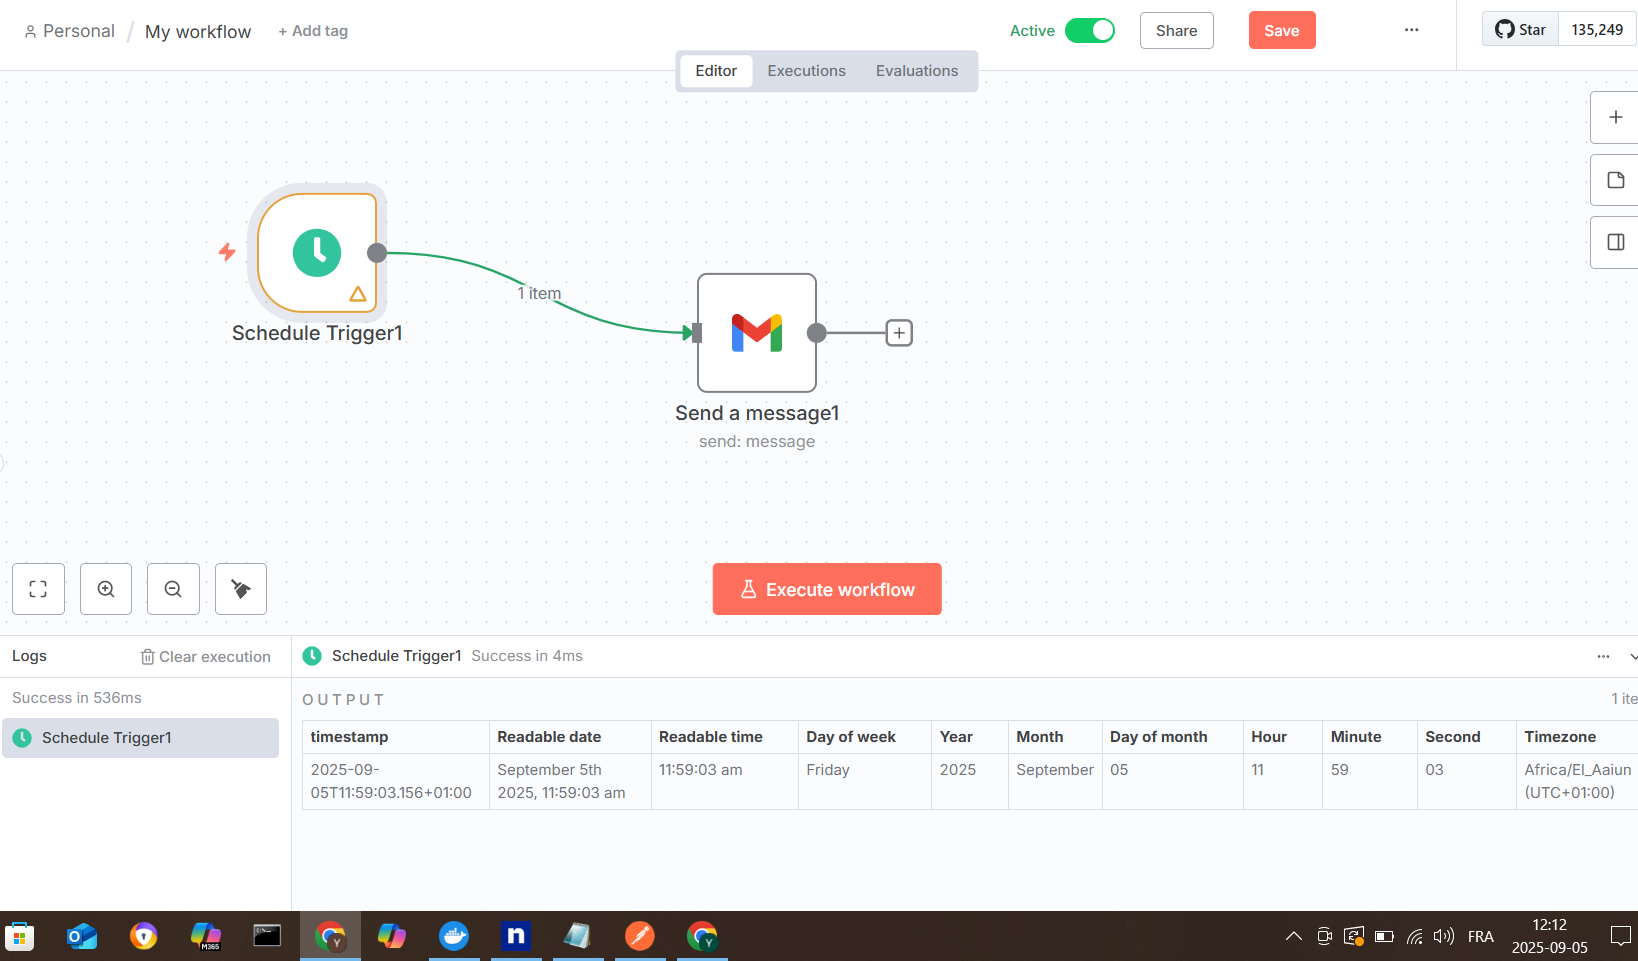 Personal / My workflow + Add tag Active Share Save ... Star 135,249
Editor Executions Evaluations
1 item
Schedule Trigger1
Send a message1
send: message
Execute workflow
Logs Clear execution Schedule Trigger1 Success in 4ms ...
Success in 536ms OUTPUT 1 ite
Schedule Trigger1
timestamp Readable date Readable time Day of week Year Month Day of month Hour Minute Second Timezone
2025-09- September 5th 11:59:03 am Friday 2025 September 05 11 59 03 Africa/El_Aaiun
05T11:59:03.156+01:00 2025, 11:59:03 am (UTC+01:00)
M365 Y n Y FRA 12:12
2025-09-05